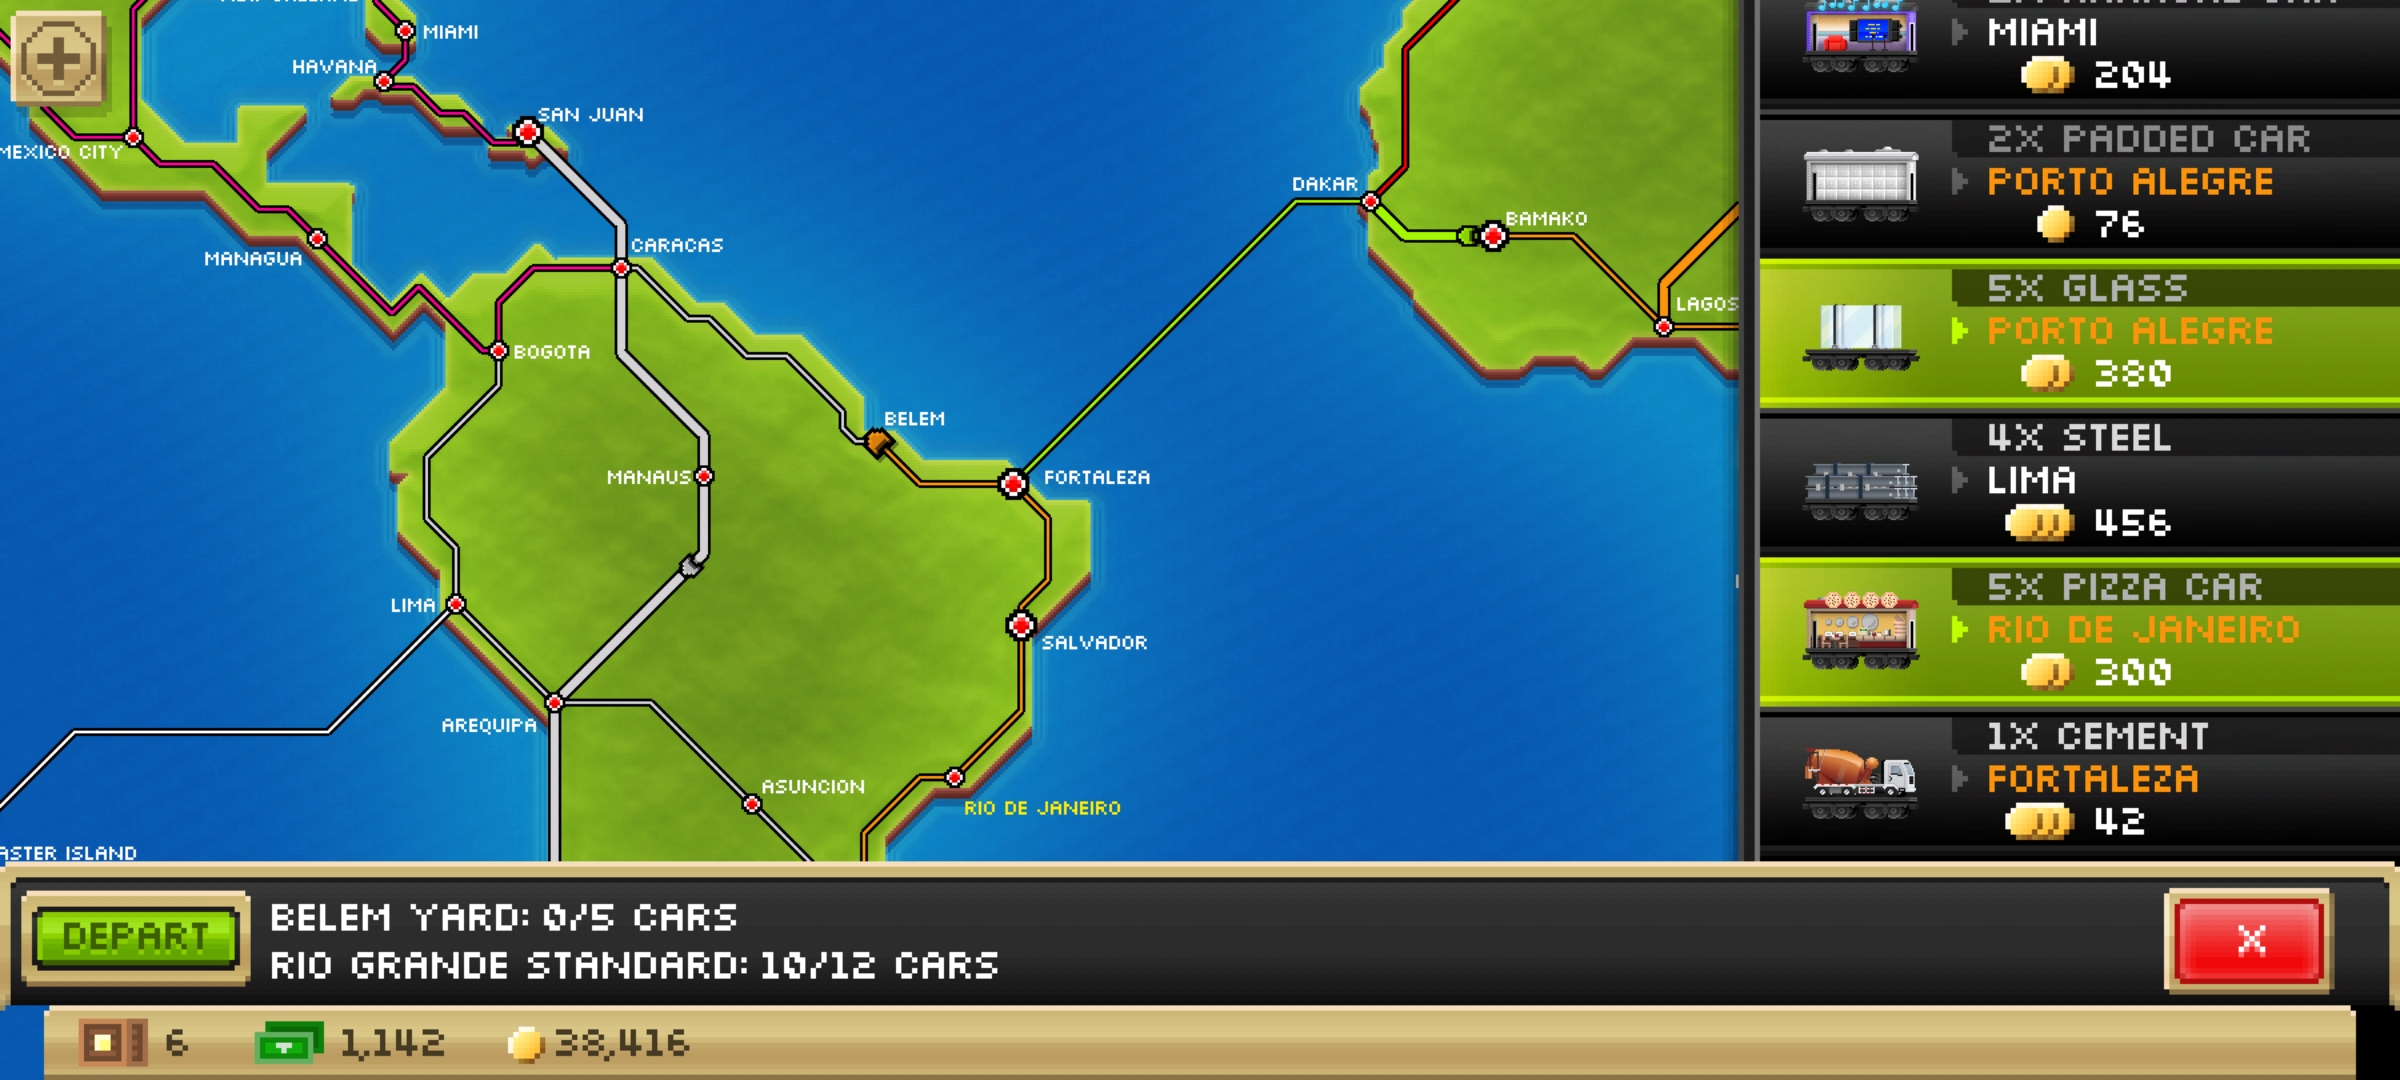 MIAMI
HAVANA
SAN JUAN
MEXICO CITY
MANAGUA
CARACAS
BOGOTA
BELEM
MANAUS
FORTALEZA
DAKAR
BAMAKO
LAGOS
LIMA
SALVADOR
AREQUIPA
ASUNCION
RIO DE JANEIRO
ASTER ISLAND
MIAMI
204
2X PADDED CAR
PORTO ALEGRE
76
5X GLASS
PORTO ALEGRE
380
4X STEEL
LIMA
456
5X PIZZA CAR
RIO DE JANEIRO
300
1X CEMENT
FORTALEZA
42
DEPART
BELEM YARD: 0/5 CARS
RIO GRANDE STANDARD: 10/12 CARS
X
6
1,142
38,416